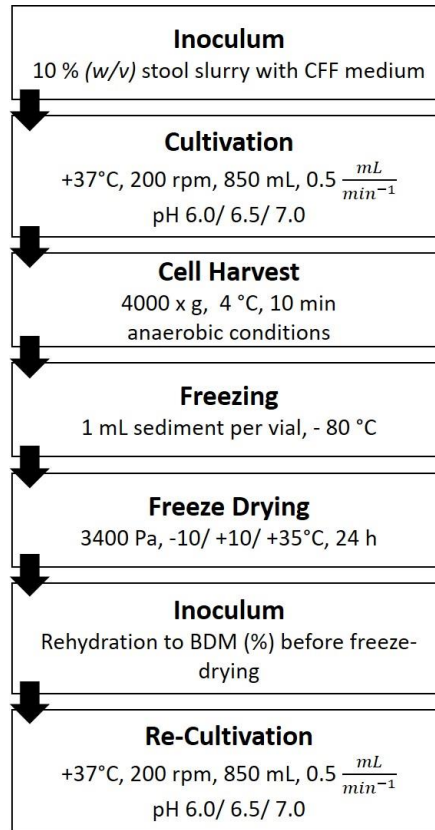 Inoculum
10 % (w/v) stool slurry with CFF medium
Cultivation
+37°C, 200 rpm, 850 mL, 0.5 mL/min⁻¹
pH 6.0/ 6.5/ 7.0
Cell Harvest
4000 x g, 4 °C, 10 min
anaerobic conditions
Freezing
1 mL sediment per vial, - 80 °C
Freeze Drying
3400 Pa, -10/ +10/ +35°C, 24 h
Inoculum
Rehydration to BDM (%) before freeze-
drying
Re-Cultivation
+37°C, 200 rpm, 850 mL, 0.5 mL/min⁻¹
pH 6.0/ 6.5/ 7.0